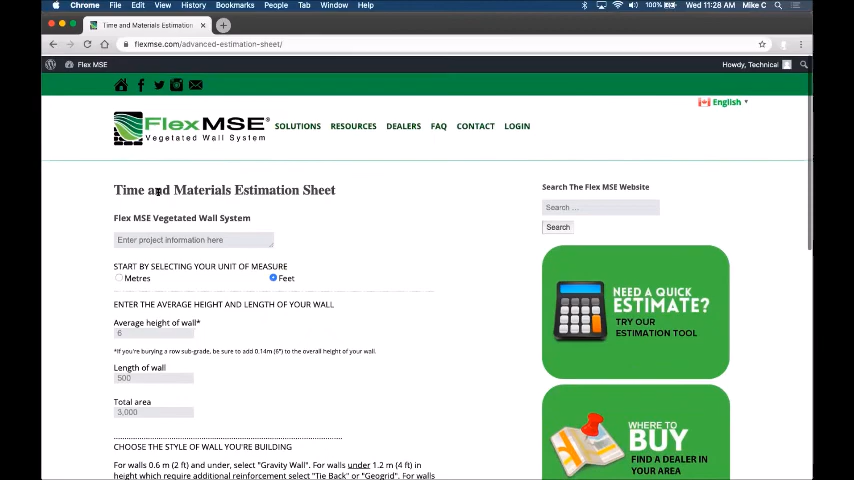 Chrome File Edit View History Bookmarks People Tab Window Help 100% Wed 11:28 AM Mike C
Time and Materials Estimation
flexmse.com/advanced-estimation-sheet/
Flex MSE Howdy, Technical
English
FlexMSE®
Vegetated Wall System
SOLUTIONS RESOURCES DEALERS FAQ CONTACT LOGIN
Time and Materials Estimation Sheet
Flex MSE Vegetated Wall System
Enter project information here
START BY SELECTING YOUR UNIT OF MEASURE
Metres Feet
ENTER THE AVERAGE HEIGHT AND LENGTH OF YOUR WALL
Average height of wall*
6
*If you're burying a row sub-grade, be sure to add 0.14m (6") to the overall height of your wall.
Length of wall
500
Total area
3,000
CHOOSE THE STYLE OF WALL YOU'RE BUILDING
For walls 0.6 m (2 ft) and under, select "Gravity Wall". For walls under 1.2 m (4 ft) in
height which require additional reinforcement select "Tie Back" or "Geogrid". For walls
Search The Flex MSE Website
Search ...
Search
NEED A QUICK
ESTIMATE?
TRY OUR
ESTIMATION TOOL
WHERE TO
BUY
FIND A DEALER IN
YOUR AREA